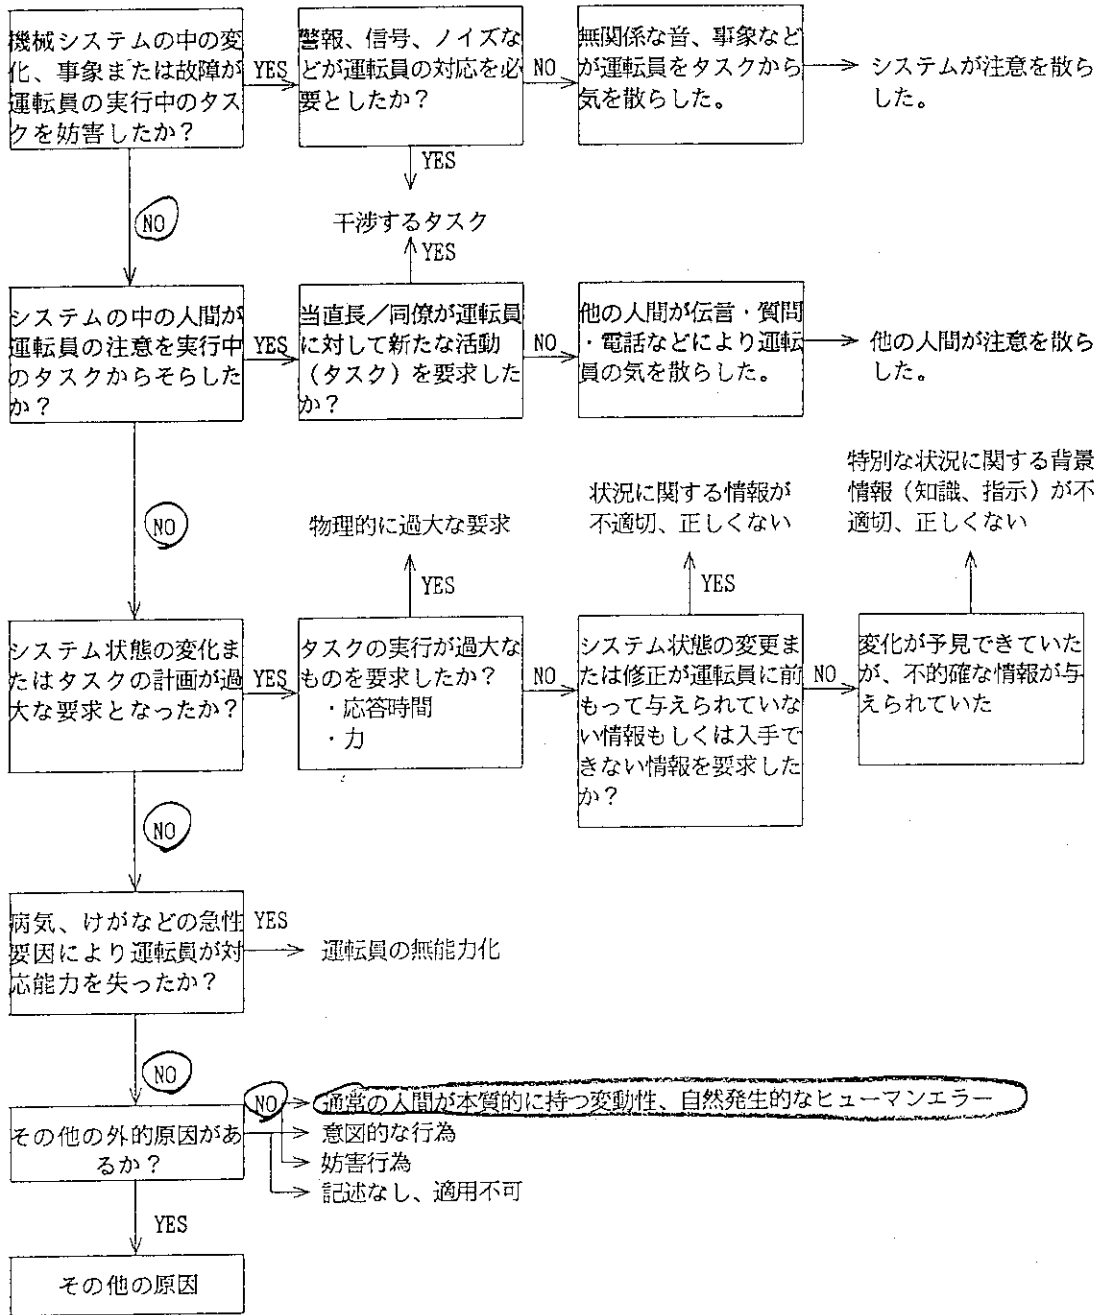 機械システムの中の変
化、事象または故障が
運転員の実行中のタス
クを妨害したか？
YES
警報、信号、ノイズな
どが運転員の対応を必
要としたか？
NO
無関係な音、事象など
が運転員をタスクから
気を散らした。
システムが注意を散ら
した。
YES
干渉するタスク
NO
YES
システムの中の人間が
運転員の注意を実行中
のタスクからそらした
か？
YES
当直長／同僚が運転員
に対して新たな活動
（タスク）を要求した
か？
NO
他の人間が伝言・質問
・電話などにより運転
員の気を散らした。
他の人間が注意を散ら
した。
NO
物理的に過大な要求
状況に関する情報が
不適切、正しくない
特別な状況に関する背景
情報（知識、指示）が不
適切、正しくない
YES
YES
システム状態の変化ま
たはタスクの計画が過
大な要求となったか？
YES
タスクの実行が過大な
ものを要求したか？
・応答時間
・力
NO
システム状態の変更ま
たは修正が運転員に前
もって与えられていな
い情報もしくは入手で
きない情報を要求した
か？
NO
変化が予見できていた
が、不的確な情報が与
えられていた
NO
病気、けがなどの急性
要因により運転員が対
応能力を失ったか？
YES
運転員の無能力化
NO
その他の外的原因があ
るか？
NO
通常の人間が本質的に持つ変動性、自然発生的なヒューマンエラー
意図的な行為
妨害行為
記述なし、適用不可
YES
その他の原因